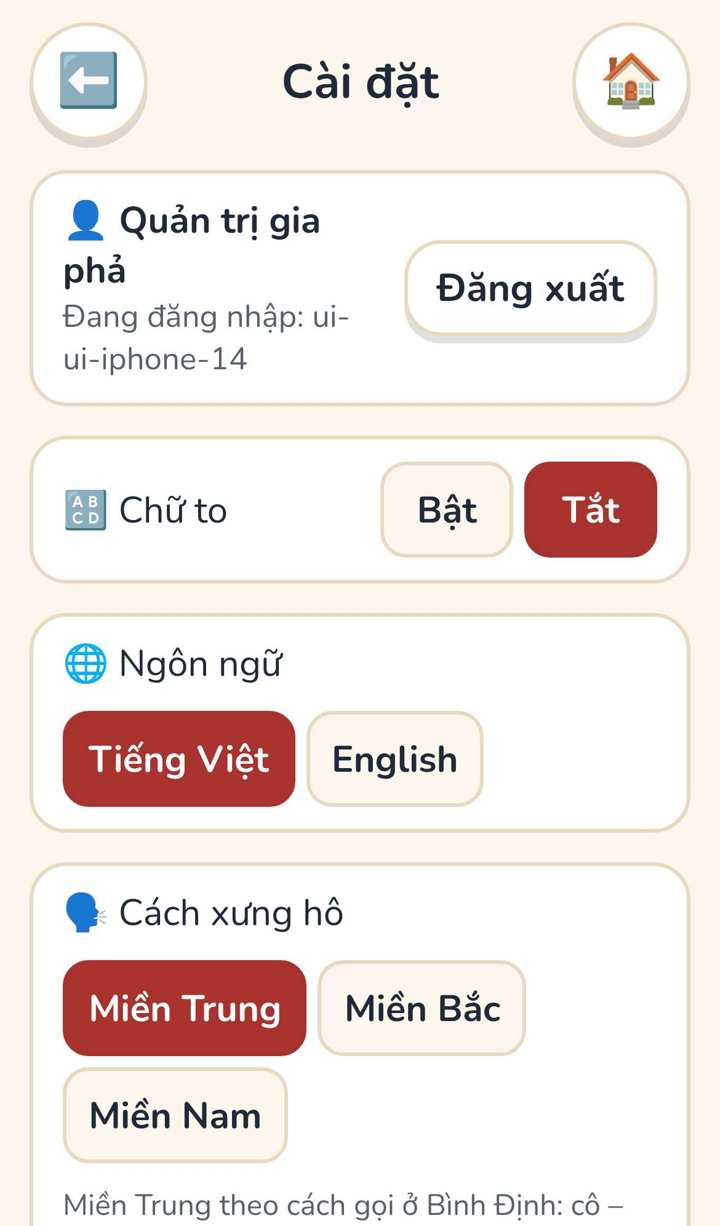 Cài đặt
Quản trị gia
phả
Đang đăng nhập: ui-
ui-iphone-14
Đăng xuất
ABCD Chữ to
Bật
Tắt
Ngôn ngữ
Tiếng Việt
English
Cách xưng hô
Miền Trung
Miền Bắc
Miền Nam
Miền Trung theo cách gọi ở Bình Định: cô –